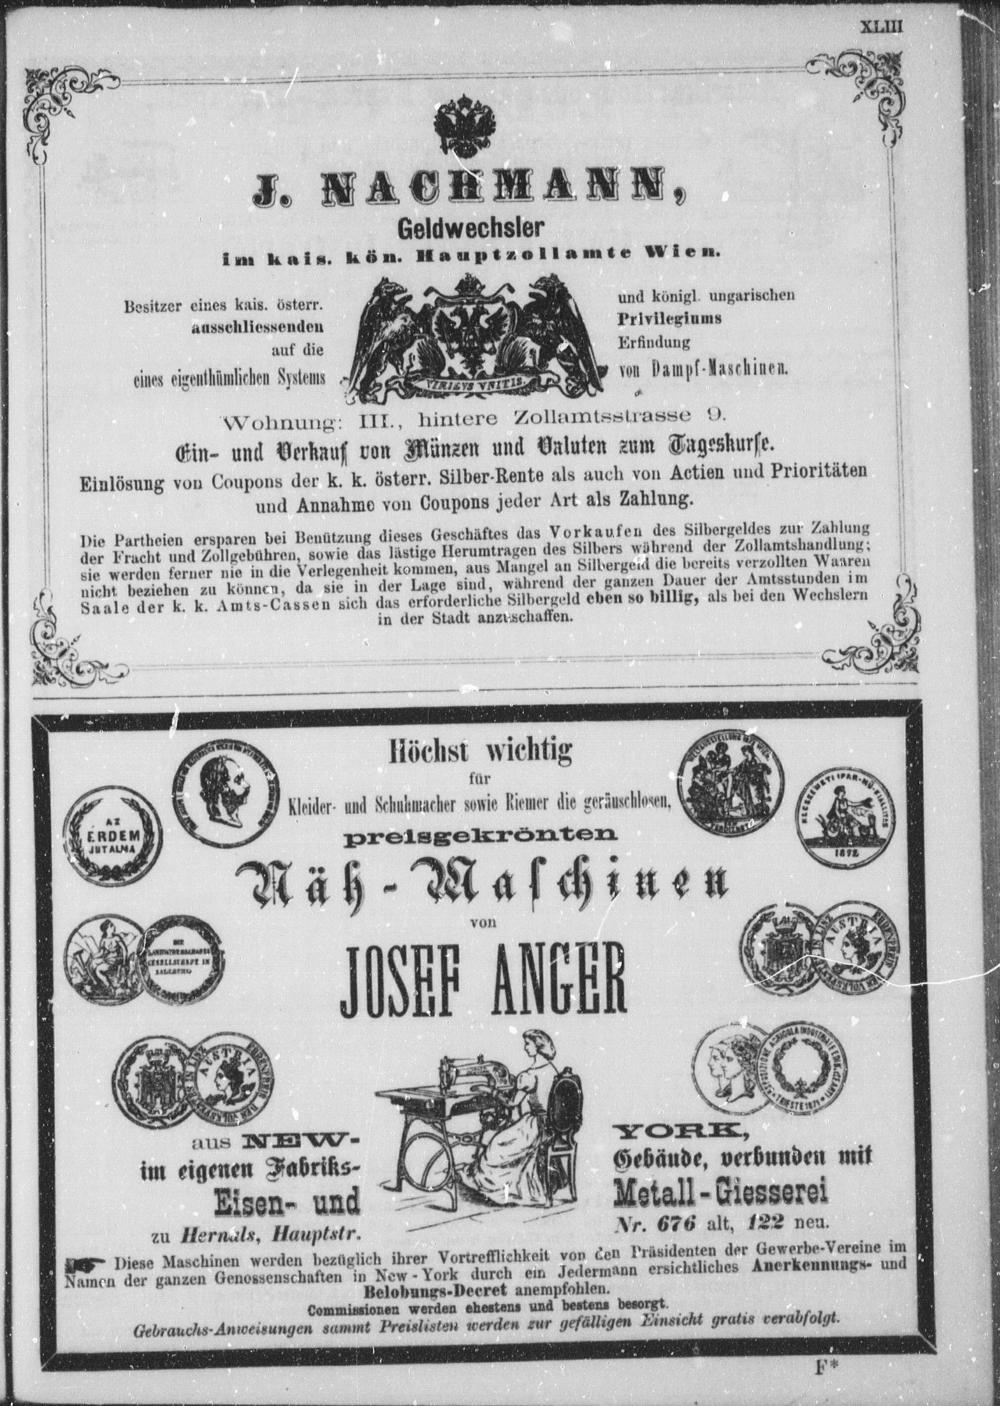 XLIII
J. NACHMANN,
Geldwechsler
im kais. kön. Hauptzollamte Wien.
Besitzer eines kais. österr. und königl. ungarischen
ausschliessenden Privilegiums
auf die Erfindung
eines eigenthümlichen Systems von Dampf-Maschinen.
VIRIBVS VNITIS.
Wohnung: III., hintere Zollamtsstrasse 9.
Ein- und Verkauf von Münzen und Valuten zum Tageskurse.
Einlösung von Coupons der k. k. österr. Silber-Rente als auch von Actien und Prioritäten
und Annahme von Coupons jeder Art als Zahlung.
Die Partheien ersparen bei Benützung dieses Geschäftes das Vorkaufen des Silbergeldes zur Zahlung
der Fracht und Zollgebühren, sowie das lästige Herumtragen des Silbers während der Zollamtshandlung;
sie werden ferner nie in die Verlegenheit kommen, aus Mangel an Silbergeld die bereits verzollten Waaren
nicht beziehen zu können, da sie in der Lage sind, während der ganzen Dauer der Amtsstunden im
Saale der k. k. Amts-Cassen sich das erforderliche Silbergeld eben so billig, als bei den Wechslern
in der Stadt anzuschaffen.
Höchst wichtig
für
Kleider- und Schuhmacher sowie Riemer die geräuschlosen,
preisgekrönten
Näh-Maschinen
von
JOSEF ANGER
AZ
ÉRDEM
JUTALMA
1872
DIE
LANDWIRTHSCHAFTS
GESELLSCHAFT IN
SALZBURG
AUSTRIA
AUSTRIA
TRIESTE 1871
aus NEW-YORK,
im eigenen Fabriks-Gebäude, verbunden mit
Eisen- und Metall-Giesserei
zu Hernals, Hauptstr. Nr. 676 alt, 122 neu.
Diese Maschinen werden bezüglich ihrer Vortrefflichkeit von den Präsidenten der Gewerbe-Vereine im
Namen der ganzen Genossenschaften in New-York durch ein Jedermann ersichtliches Anerkennungs- und
Belobungs-Decret anempfohlen.
Commissionen werden ehestens und bestens besorgt.
Gebrauchs-Anweisungen sammt Preislisten werden zur gefälligen Einsicht gratis verabfolgt.
F*